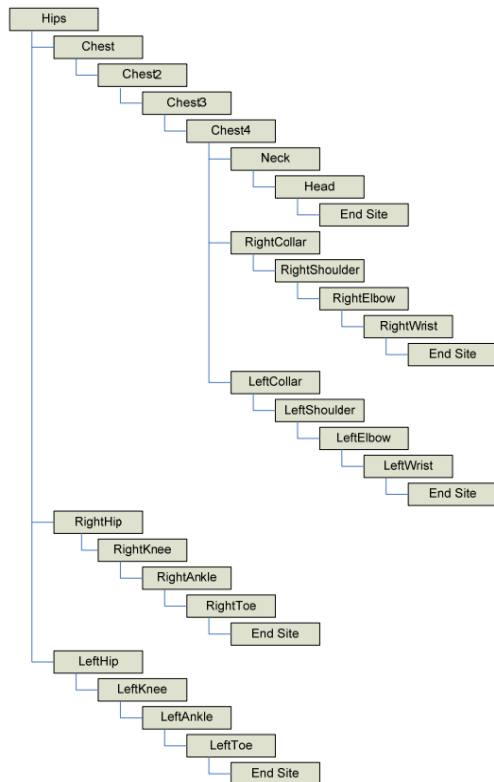 Hips
Chest
Chest2
Chest3
Chest4
Neck
Head
End Site
RightCollar
RightShoulder
RightElbow
RightWrist
End Site
LeftCollar
LeftShoulder
LeftElbow
LeftWrist
End Site
RightHip
RightKnee
RightAnkle
RightToe
End Site
LeftHip
LeftKnee
LeftAnkle
LeftToe
End Site